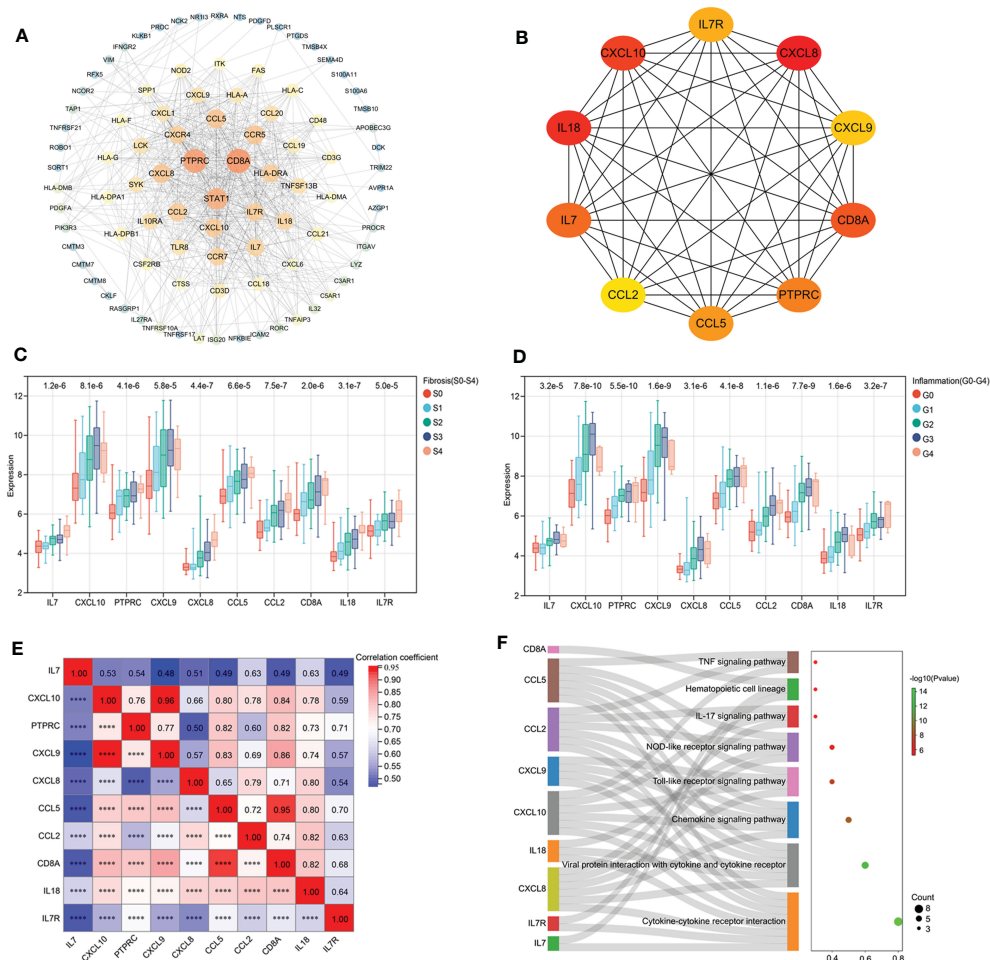 A
NCK2
NR1I3
RXRA
NTS
PDGFD
PLSCR1
PTGDS
TMSB4X
SEMA4D
S100A11
S100A6
TMSB10
APOBEC3G
DCK
TRIM22
AVPR1A
AZGP1
PROCR
ITGAV
LYZ
C3AR1
C5AR1
IL32
TNFAIP3
RORC
ICAM2
NFKBIE
ISG20
LAT
TNFRSF17
TNFRSF10A
IL27RA
RASGRP1
CKLF
CMTM8
CMTM7
CMTM3
PIK3R3
PDGFA
HLA-DMB
SORT1
ROBO1
TNFRSF21
TAP1
NCOR2
RFX5
VIM
IFNGR2
KLKB1
PROC
ITK
FAS
NOD2
SPP1
CXCL9
HLA-A
HLA-C
CXCL1
CCL5
CCL20
CD48
HLA-F
CXCR4
CCR5
CCL19
LCK
PTPRC
CD8A
CD3G
HLA-G
CXCL8
HLA-DRA
SYK
TNFSF13B
HLA-DPA1
STAT1
HLA-DMA
CCL2
IL7R
IL10RA
IL18
HLA-DPB1
CXCL10
CCL21
TLR8
CCR7
IL7
CSF2RB
CXCL6
CTSS
CD3D
CCL18
B
IL7R
CXCL10
CXCL8
IL18
CXCL9
IL7
CD8A
CCL2
PTPRC
CCL5
C
1.2e-6 8.1e-6 4.1e-6 5.8e-5 4.4e-7 6.6e-5 7.5e-7 2.0e-6 3.1e-7 5.0e-5
Fibrosis(S0-S4)
S0
S1
S2
S3
S4
Expression
12
10
8
6
4
2
IL7 CXCL10 PTPRC CXCL9 CXCL8 CCL5 CCL2 CD8A IL18 IL7R
D
3.2e-5 7.8e-10 5.5e-10 1.6e-9 3.1e-6 4.1e-8 1.1e-6 7.7e-9 1.6e-6 3.2e-7
Inflammation(G0-G4)
G0
G1
G2
G3
G4
Expression
12
10
8
6
4
2
IL7 CXCL10 PTPRC CXCL9 CXCL8 CCL5 CCL2 CD8A IL18 IL7R
E
Correlation coefficient
0.95
0.90
0.85
0.80
0.75
0.70
0.65
0.60
0.55
0.50
IL7 1.00 0.53 0.54 0.48 0.51 0.49 0.63 0.49 0.63 0.49
CXCL10 **** 1.00 0.76 0.96 0.66 0.80 0.78 0.84 0.78 0.59
PTPRC **** **** 1.00 0.77 0.50 0.82 0.60 0.82 0.73 0.71
CXCL9 **** **** **** 1.00 0.57 0.83 0.69 0.86 0.74 0.57
CXCL8 **** **** **** **** 1.00 0.65 0.79 0.71 0.80 0.54
CCL5 **** **** **** **** **** 1.00 0.72 0.95 0.80 0.70
CCL2 **** **** **** **** **** **** 1.00 0.74 0.82 0.63
CD8A **** **** **** **** **** **** **** 1.00 0.82 0.68
IL18 **** **** **** **** **** **** **** **** 1.00 0.64
IL7R **** **** **** **** **** **** **** **** **** 1.00
IL7 CXCL10 PTPRC CXCL9 CXCL8 CCL5 CCL2 CD8A IL18 IL7R
F
CD8A
CCL5
CCL2
CXCL9
CXCL10
IL18
CXCL8
IL7R
IL7
TNF signaling pathway
Hematopoietic cell lineage
IL-17 signaling pathway
NOD-like receptor signaling pathway
Toll-like receptor signaling pathway
Chemokine signaling pathway
Viral protein interaction with cytokine and cytokine receptor
Cytokine-cytokine receptor interaction
0.4 0.6 0.8
-log10(Pvalue)
14
12
10
8
6
Count
8
5
3